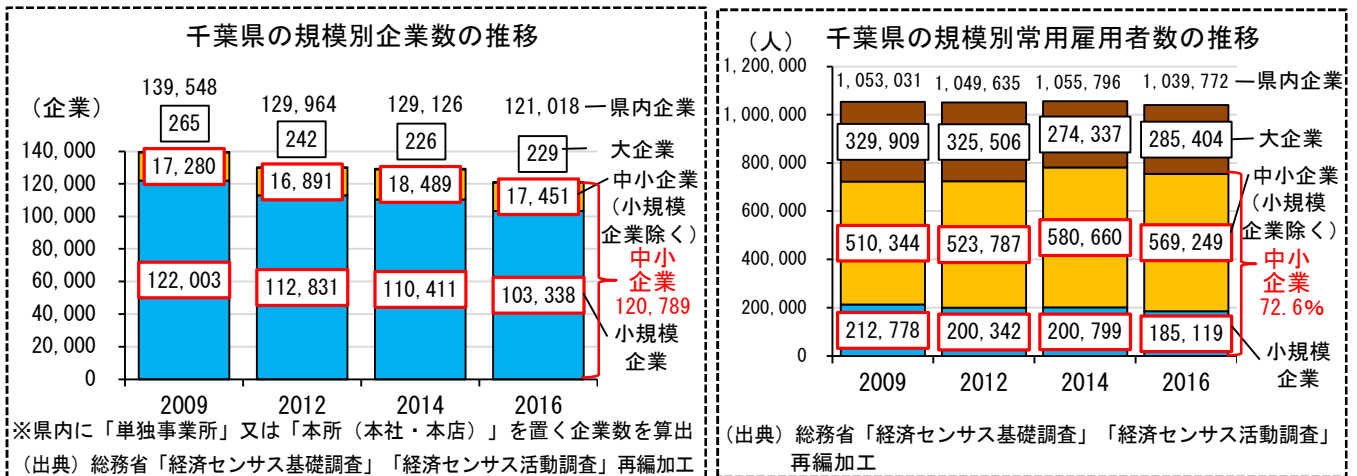 千葉県の規模別企業数の推移
（企業）
139,548
129,964
129,126
121,018
県内企業
265
242
226
229
大企業
140,000
120,000
100,000
80,000
60,000
40,000
20,000
0
17,280
16,891
18,489
17,451
中小企業
（小規模
企業除く）
中小
企業
120,789
122,003
112,831
110,411
103,338
小規模
企業
2009
2012
2014
2016
※県内に「単独事業所」又は「本所（本社・本店）」を置く企業数を算出
（出典）総務省「経済センサス基礎調査」「経済センサス活動調査」再編加工
（人）
千葉県の規模別常用雇用者数の推移
1,200,000
1,000,000
800,000
600,000
400,000
200,000
0
1,053,031
1,049,635
1,055,796
1,039,772
県内企業
329,909
325,506
274,337
285,404
大企業
中小企業
（小規模
企業除く）
510,344
523,787
580,660
569,249
中小
企業
72.6%
212,778
200,342
200,799
185,119
小規模
企業
2009
2012
2014
2016
（出典）総務省「経済センサス基礎調査」「経済センサス活動調査」
再編加工